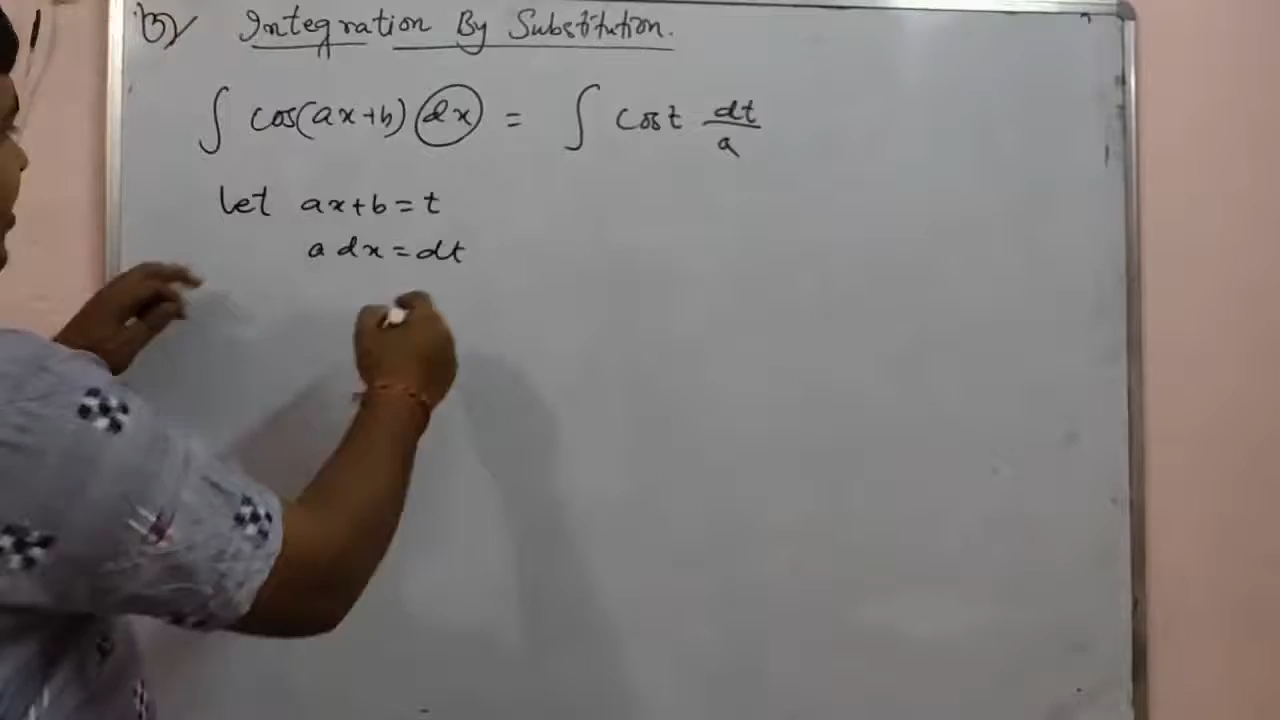 b) Integration By Substitution.
∫ cos(ax+b) dx = ∫ cost dt/a
let ax+b=t
a dx=dt